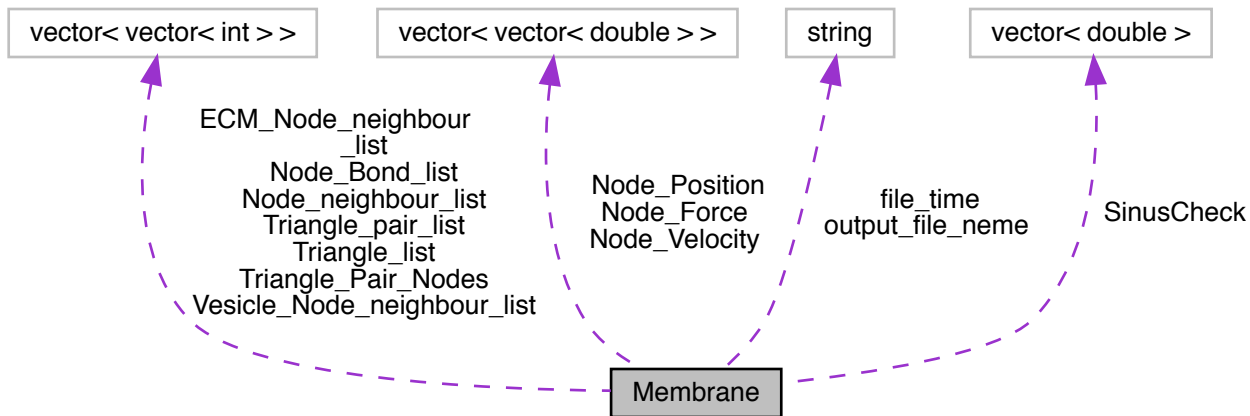 vector< vector< int > >
vector< vector< double > >
string
vector< double >
ECM_Node_neighbour
_list
Node_Bond_list
Node_neighbour_list
Triangle_pair_list
Triangle_list
Triangle_Pair_Nodes
Vesicle_Node_neighbour_list
Node_Position
Node_Force
Node_Velocity
file_time
output_file_neme
SinusCheck
Membrane